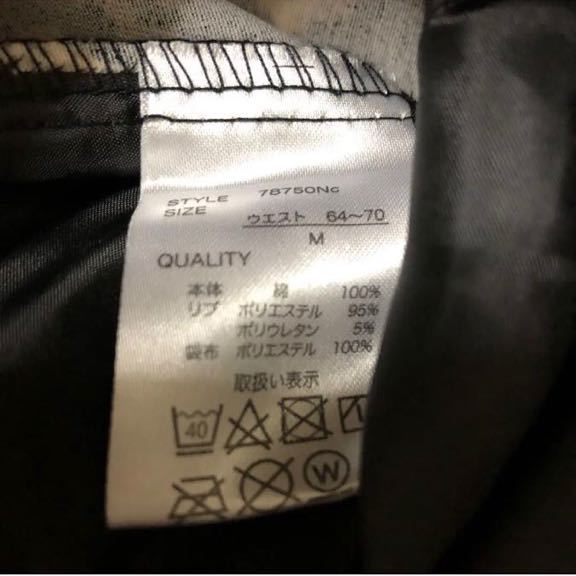 STYLE 78750Nc
SIZE ウエスト 64〜70
M
QUALITY
本体 綿 100%
リブ ポリエステル 95%
ポリウレタン 5%
袋布 ポリエステル 100%
取扱い表示
40
W